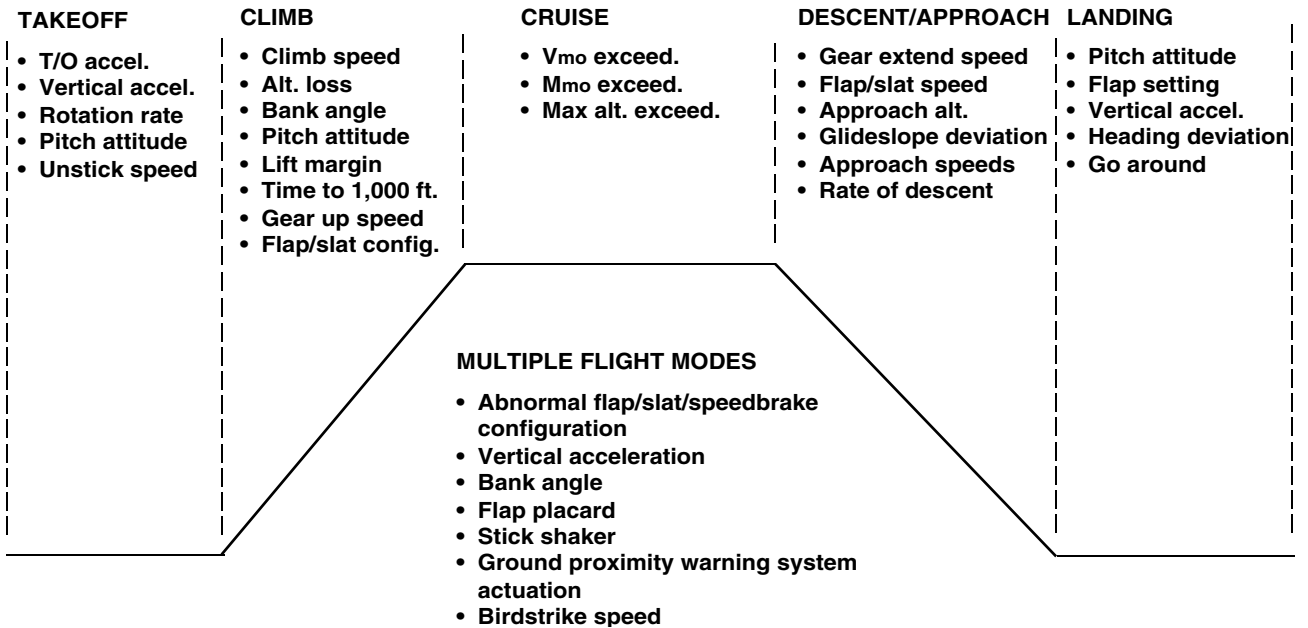 TAKEOFF
• T/O accel.
• Vertical accel.
• Rotation rate
• Pitch attitude
• Unstick speed
CLIMB
• Climb speed
• Alt. loss
• Bank angle
• Pitch attitude
• Lift margin
• Time to 1,000 ft.
• Gear up speed
• Flap/slat config.
CRUISE
• Vmo exceed.
• Mmo exceed.
• Max alt. exceed.
DESCENT/APPROACH
• Gear extend speed
• Flap/slat speed
• Approach alt.
• Glideslope deviation
• Approach speeds
• Rate of descent
LANDING
• Pitch attitude
• Flap setting
• Vertical accel.
• Heading deviation
• Go around
MULTIPLE FLIGHT MODES
• Abnormal flap/slat/speedbrake
configuration
• Vertical acceleration
• Bank angle
• Flap placard
• Stick shaker
• Ground proximity warning system
actuation
• Birdstrike speed